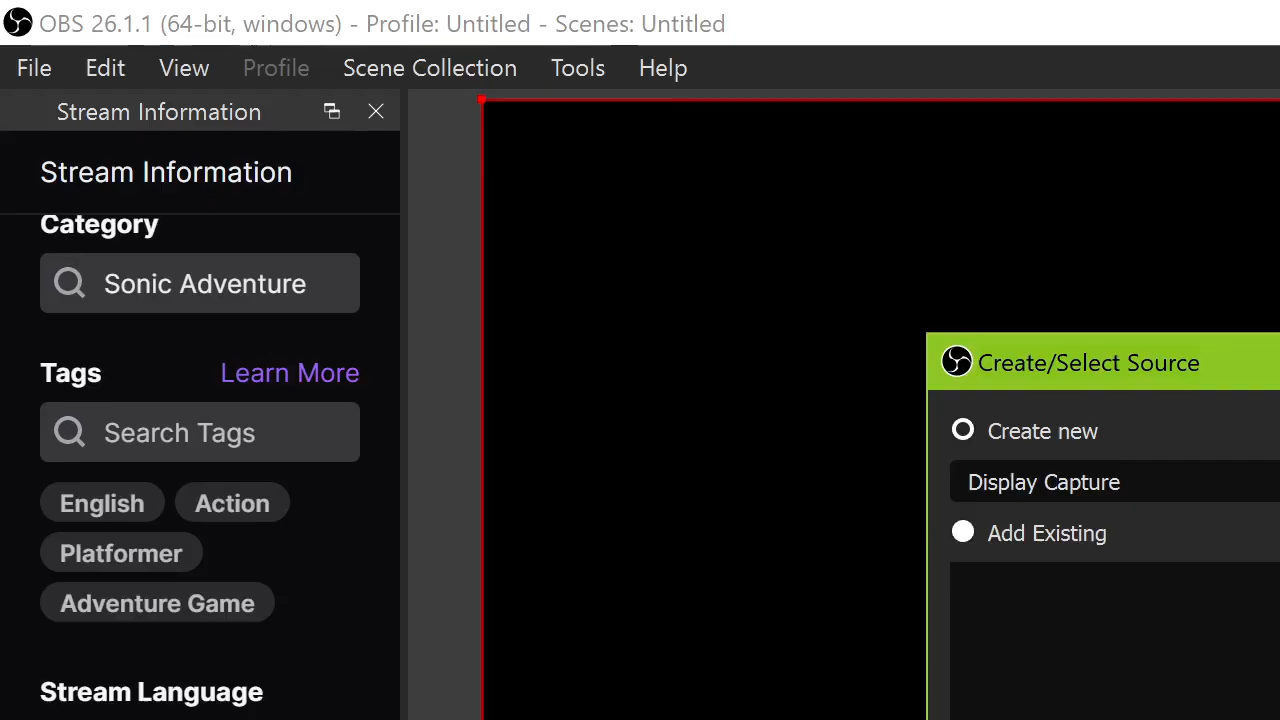 OBS 26.1.1 (64-bit, windows) - Profile: Untitled - Scenes: Untitled
File Edit View Profile Scene Collection Tools Help
Stream Information
Stream Information
Category
Sonic Adventure
Tags Learn More
Search Tags
English Action
Platformer
Adventure Game
Stream Language
Create/Select Source
Create new
Display Capture
Add Existing